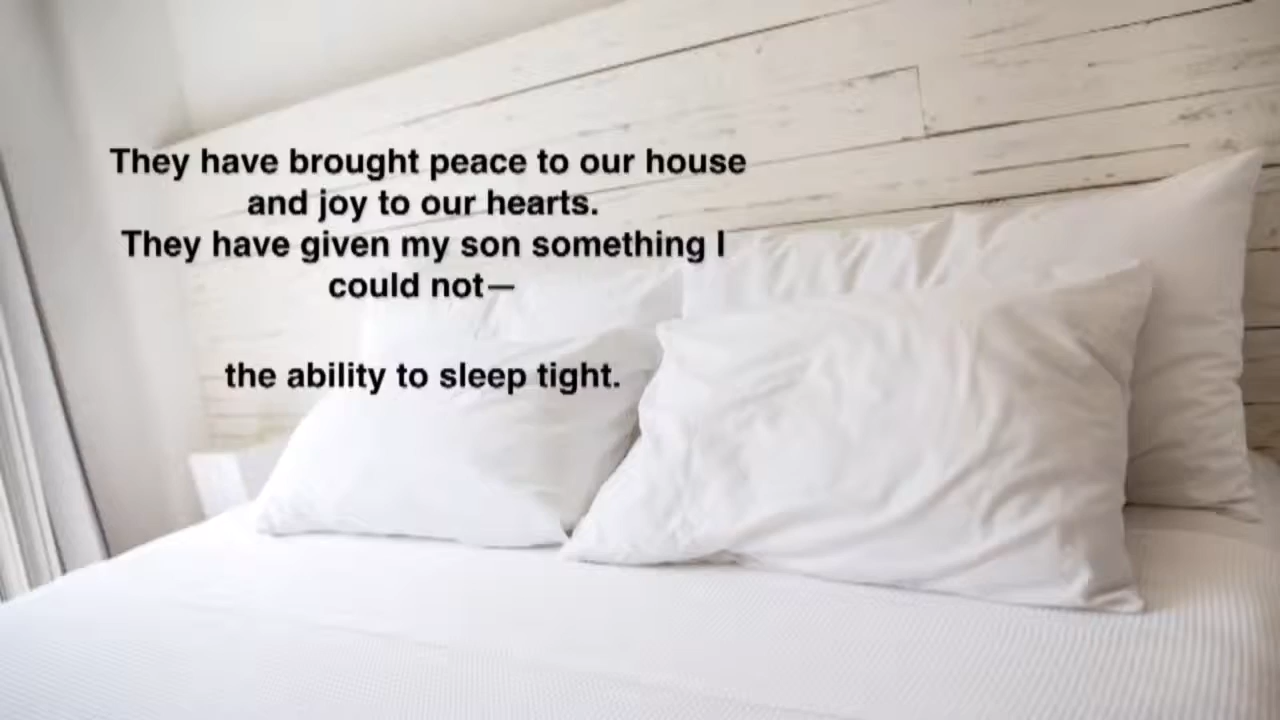 They have brought peace to our house
and joy to our hearts.
They have given my son something I
could not—
the ability to sleep tight.